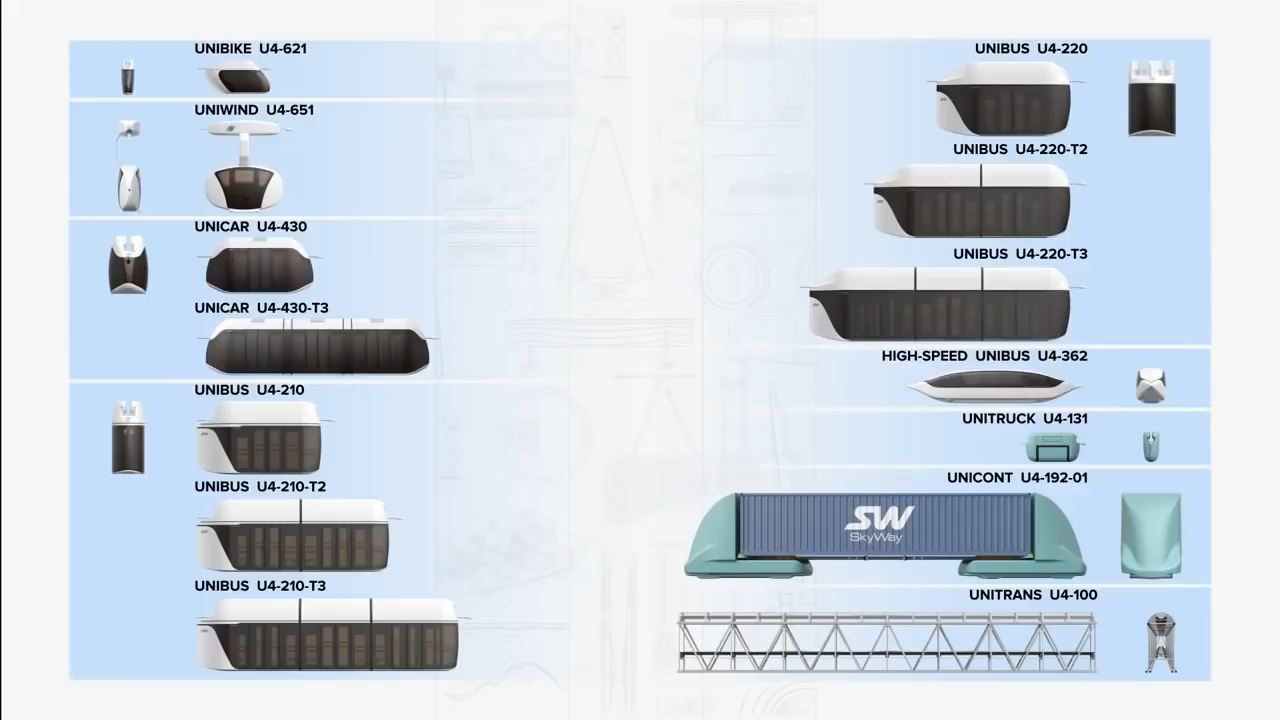 UNIBIKE U4-621
UNIWIND U4-651
UNICAR U4-430
UNICAR U4-430-T3
UNIBUS U4-210
UNIBUS U4-210-T2
UNIBUS U4-210-T3
UNIBUS U4-220
UNIBUS U4-220-T2
UNIBUS U4-220-T3
HIGH-SPEED UNIBUS U4-362
UNITRUCK U4-131
UNICONT U4-192-01
SW
SkyWay
UNITRANS U4-100